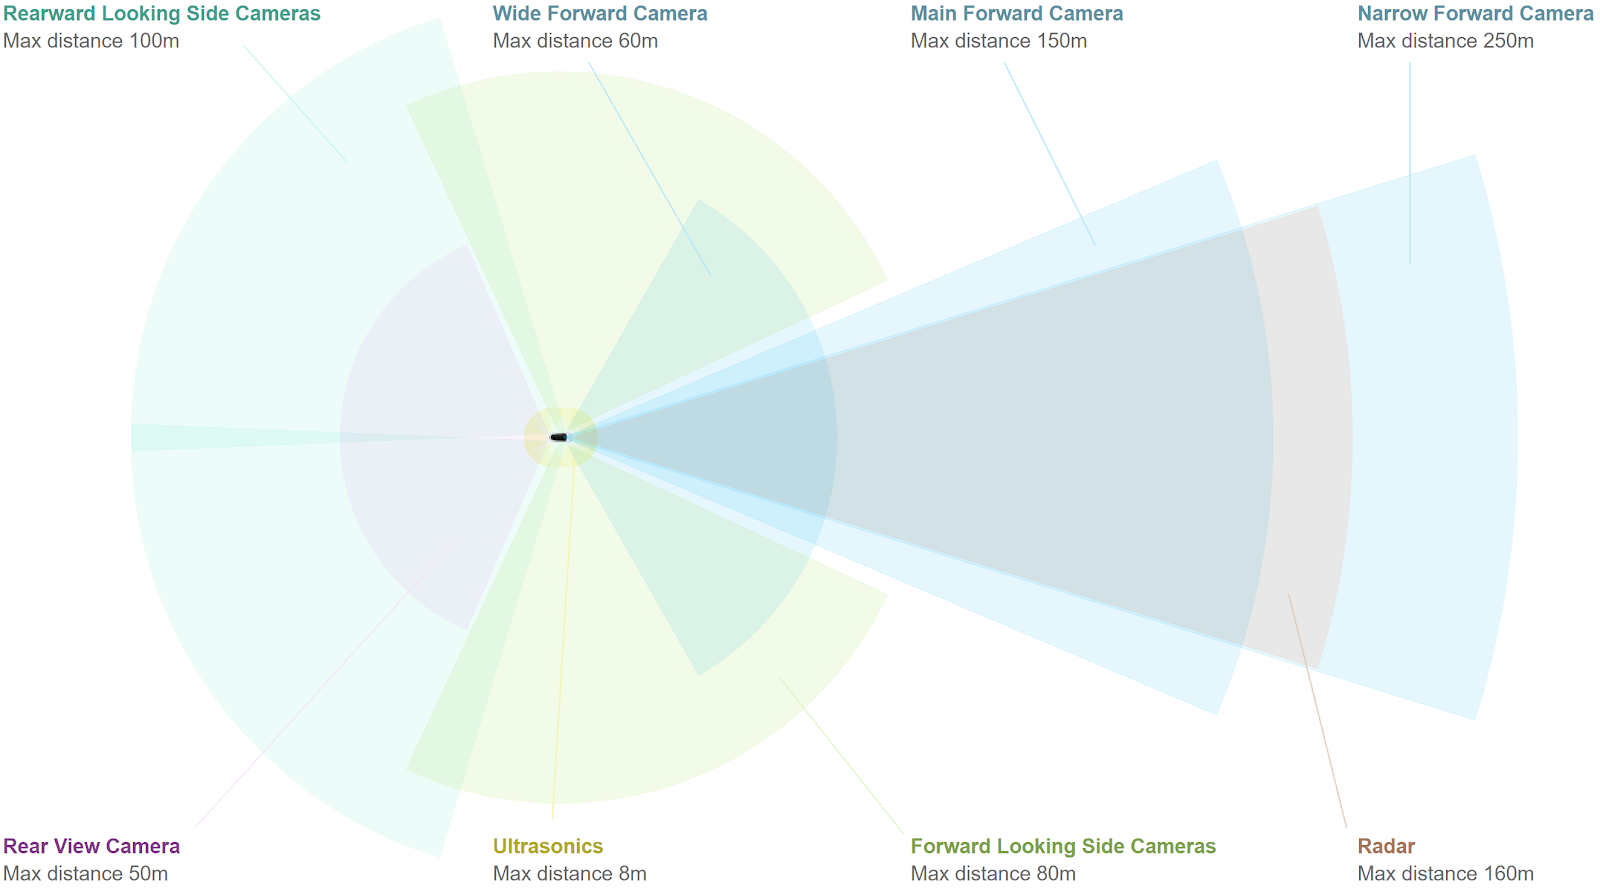 Rearward Looking Side Cameras
Max distance 100m
Wide Forward Camera
Max distance 60m
Main Forward Camera
Max distance 150m
Narrow Forward Camera
Max distance 250m
Rear View Camera
Max distance 50m
Ultrasonics
Max distance 8m
Forward Looking Side Cameras
Max distance 80m
Radar
Max distance 160m